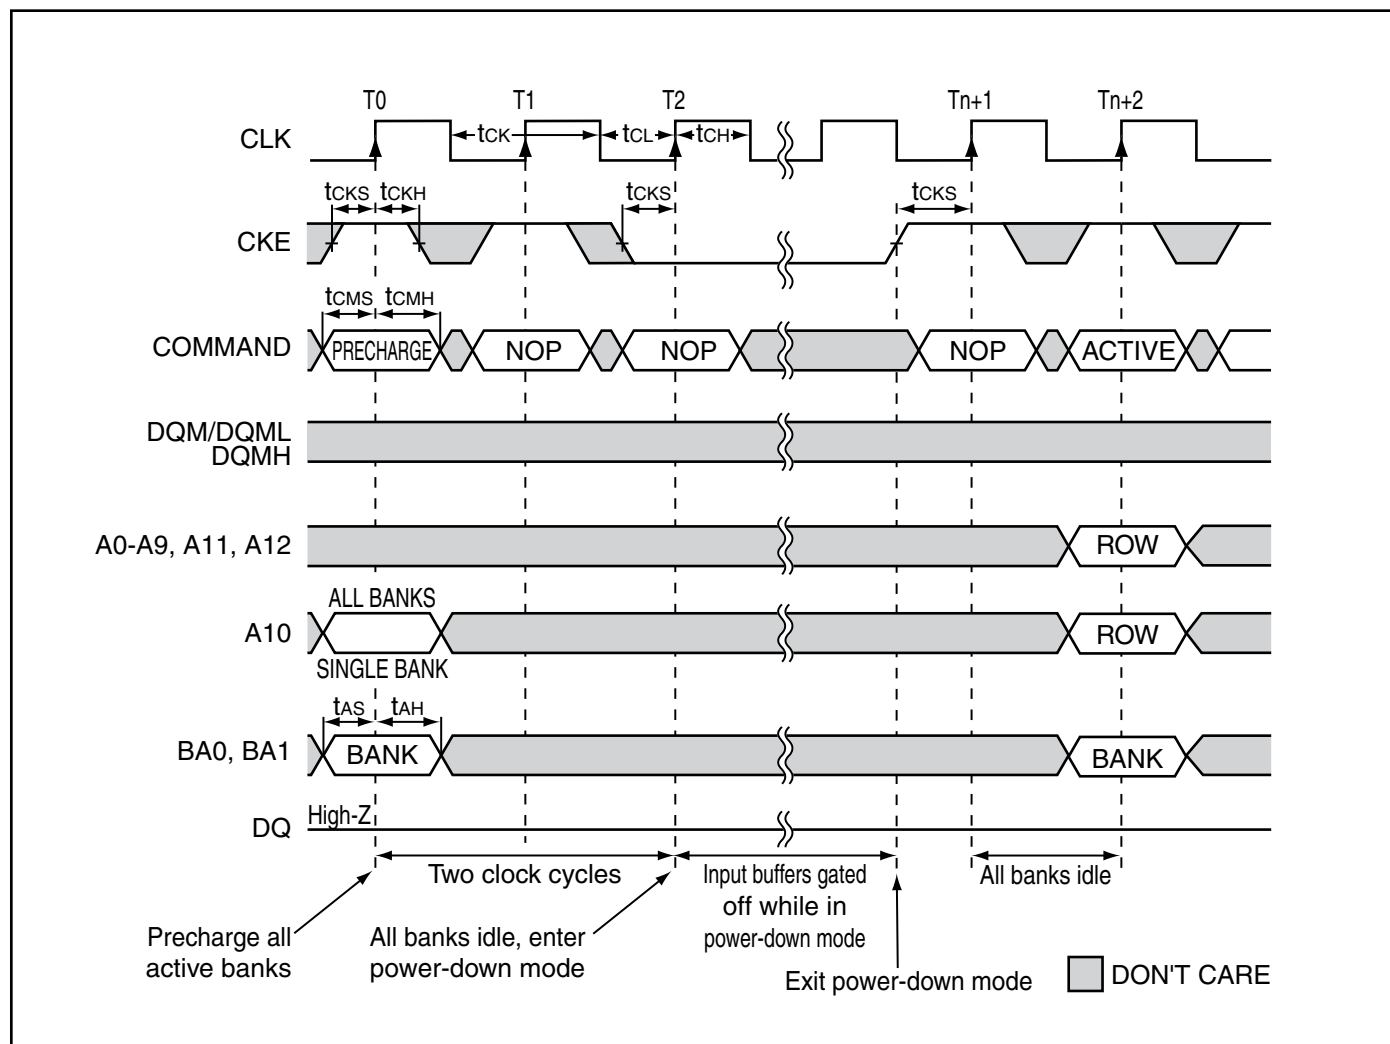 T0 T1 T2 Tn+1 Tn+2
CLK tCK tCL tCH
tCKS tCKH tCKS tCKS
CKE
tCMS tCMH
COMMAND PRECHARGE NOP NOP NOP ACTIVE
DQM/DQML
DQMH
A0-A9, A11, A12 ROW
ALL BANKS
A10 ROW
SINGLE BANK
tAS tAH
BA0, BA1 BANK BANK
High-Z
DQ
Two clock cycles
Input buffers gated
off while in
power-down mode
All banks idle
Precharge all
active banks
All banks idle, enter
power-down mode
Exit power-down mode
DON'T CARE